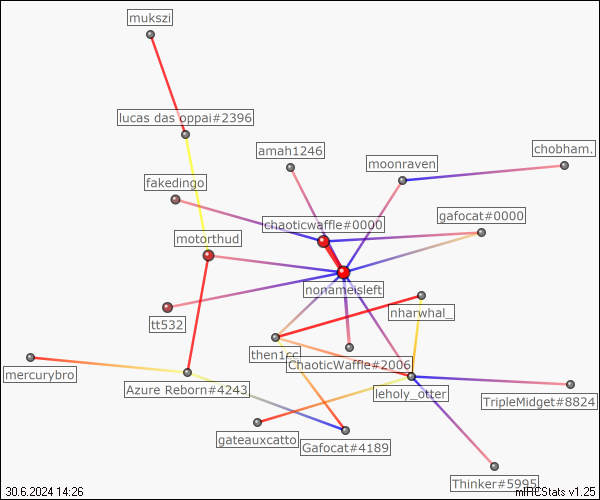 mukszi
lucas das oppai#2396
amah1246
chobham.
moonraven
fakedingo
gafocat#0000
chaoticwaffle#0000
motorthud
nonameisleft
nharwhal_
tt532
then1cc
ChaoticWaffle#2006
mercurybro
Azure Reborn#4243
leholy_otter
TripleMidget#8824
gateauxcatto
Gafocat#4189
Thinker#5995
30.6.2024 14:26
mIRCStats v1.25